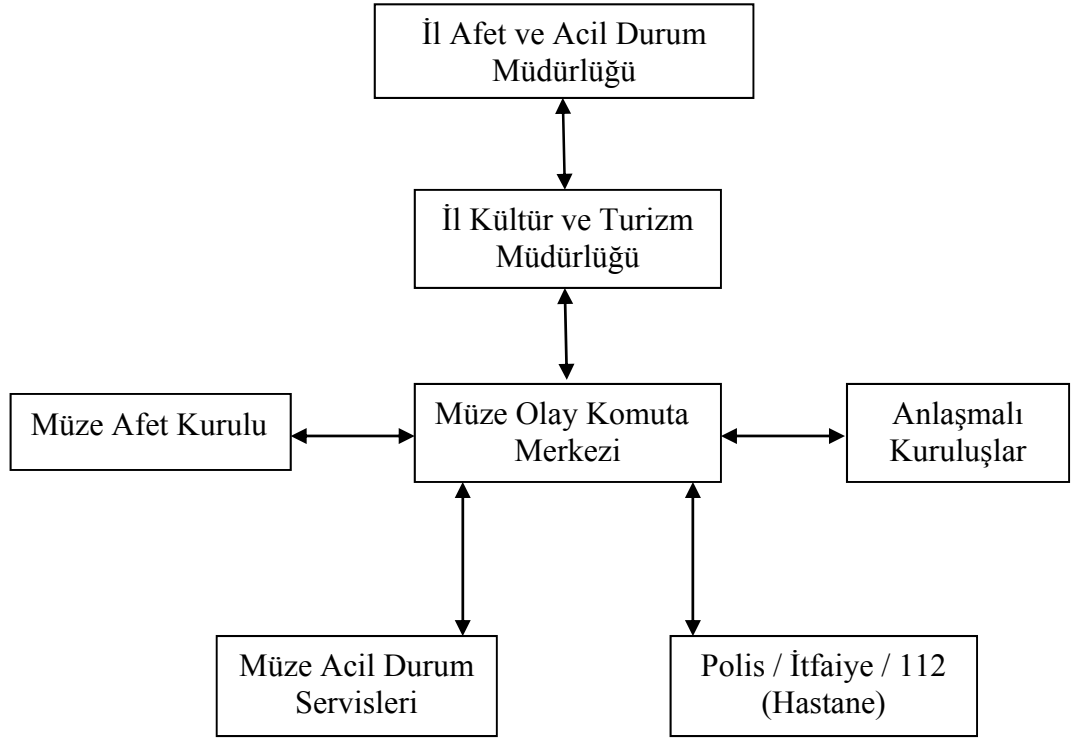 İl Afet ve Acil Durum
Müdürlüğü
İl Kültür ve Turizm
Müdürlüğü
Müze Afet Kurulu
Müze Olay Komuta
Merkezi
Anlaşmalı
Kuruluşlar
Müze Acil Durum
Servisleri
Polis / İtfaiye / 112
(Hastane)